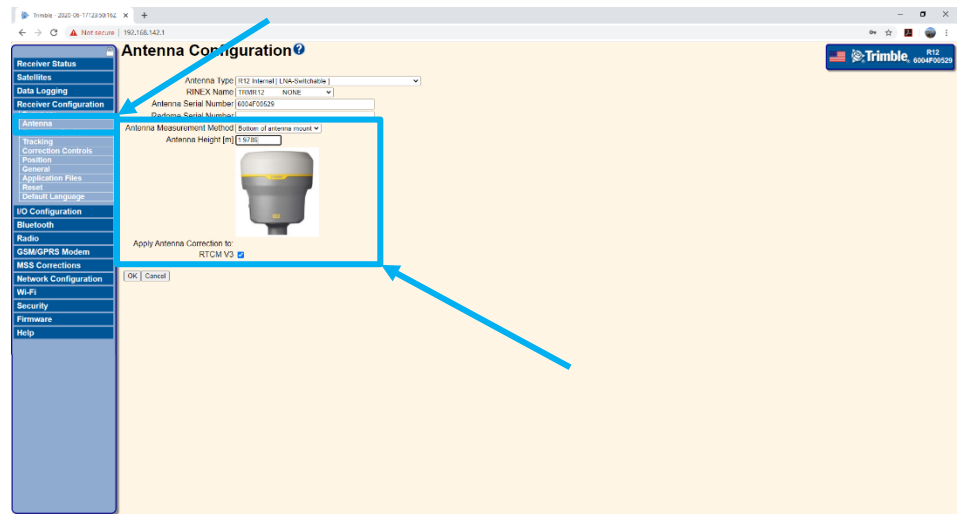 Trimble - 2020-06-17T23:50:16Z
Not secure | 192.168.142.1
Antenna Configuration
Trimble.
R12
6004F00529
Receiver Status
Satellites
Data Logging
Receiver Configuration
Antenna
Tracking
Correction Controls
Position
General
Application Files
Reset
Default Language
I/O Configuration
Bluetooth
Radio
GSM/GPRS Modem
MSS Corrections
Network Configuration
Wi-Fi
Security
Firmware
Help
Antenna Type R12 Internal [ LNA-Switchable ]
RINEX Name TRMR12 NONE
Antenna Serial Number 6004F00529
Radome Serial Number
Antenna Measurement Method Bottom of antenna mount
Antenna Height [m]
Apply Antenna Correction to:
RTCM V3
OK Cancel